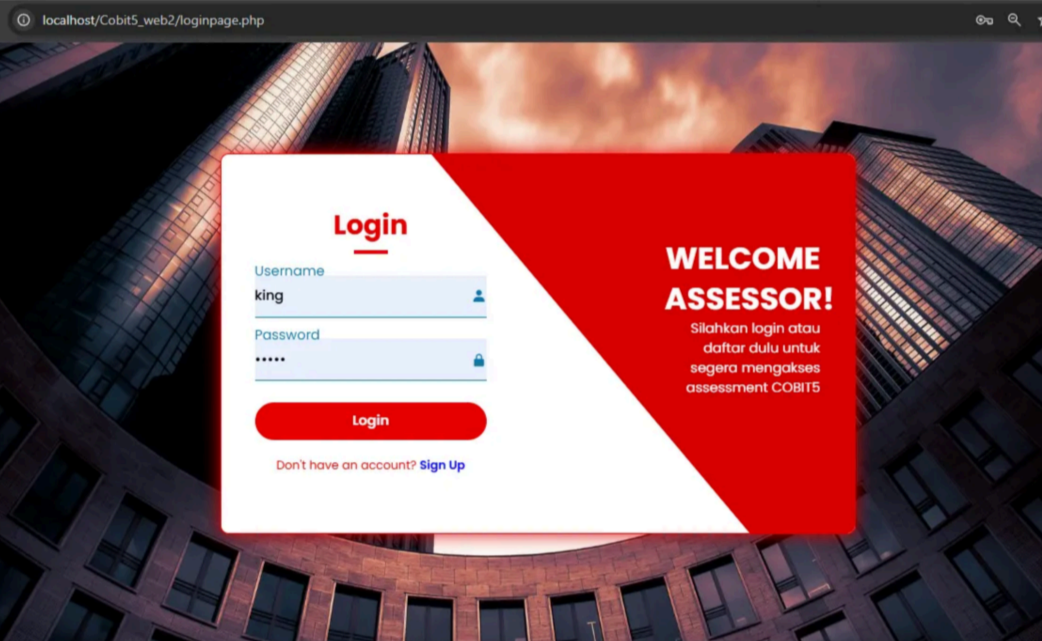 localhost/Cobit5_web2/loginpage.php
Login
Username
king
Password
•••••
Login
Don't have an account? Sign Up
WELCOME
ASSESSOR!
Silahkan login atau
daftar dulu untuk
segera mengakses
assessment COBIT5